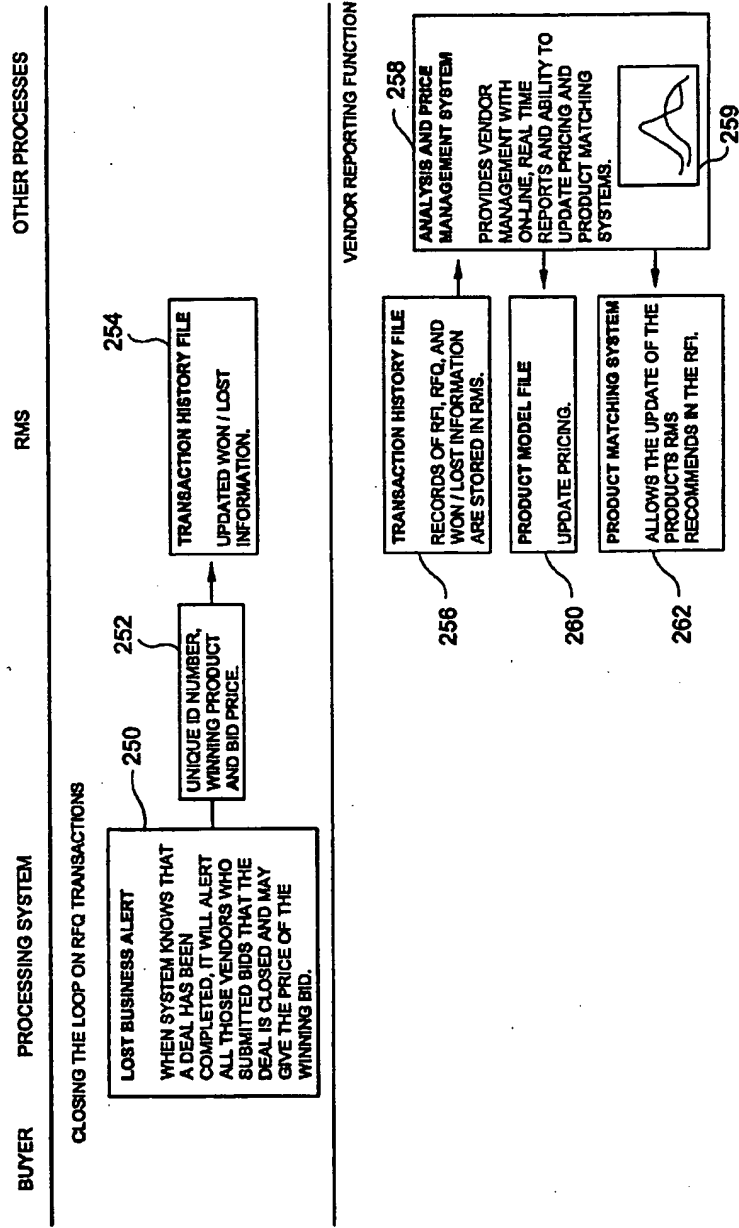 BUYER PROCESSING SYSTEM RMS OTHER PROCESSES
CLOSING THE LOOP ON RFQ TRANSACTIONS
250
LOST BUSINESS ALERT
WHEN SYSTEM KNOWS THAT
A DEAL HAS BEEN
COMPLETED, IT WILL ALERT
ALL THOSE VENDORS WHO
SUBMITTED BIDS THAT THE
DEAL IS CLOSED AND MAY
GIVE THE PRICE OF THE
WINNING BID.
252
UNIQUE ID NUMBER,
WINNING PRODUCT
AND BID PRICE.
254
TRANSACTION HISTORY FILE
UPDATED WON / LOST
INFORMATION.
VENDOR REPORTING FUNCTION
256
TRANSACTION HISTORY FILE
RECORDS OF RFI, RFQ, AND
WON / LOST INFORMATION
ARE STORED IN RMS.
258
ANALYSIS AND PRICE
MANAGEMENT SYSTEM
PROVIDES VENDOR
MANAGEMENT WITH
ON-LINE, REAL TIME
REPORTS AND ABILITY TO
UPDATE PRICING AND
PRODUCT MATCHING
SYSTEMS.
259
260
PRODUCT MODEL FILE
UPDATE PRICING.
262
PRODUCT MATCHING SYSTEM
ALLOWS THE UPDATE OF THE
PRODUCTS RMS
RECOMMENDS IN THE RFI.